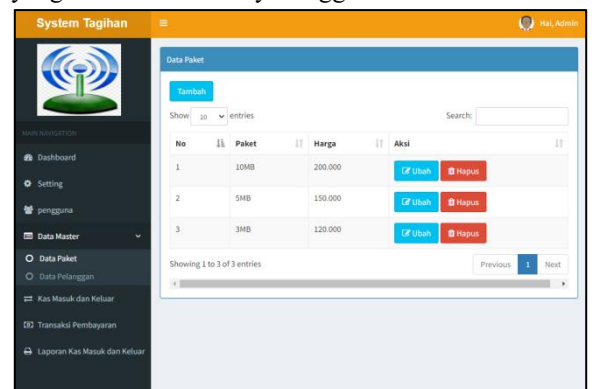 System Tagihan
Hai, Admin
MAIN NAVIGATION
Dashboard
Setting
pengguna
Data Master
Data Paket
Data Pelanggan
Kas Masuk dan Keluar
Transaksi Pembayaran
Laporan Kas Masuk dan Keluar
Data Paket
Tambah
Show 10 entries
Search:
No Paket Harga Aksi
1 10MB 200.000 Ubah Hapus
2 5MB 150.000 Ubah Hapus
3 3MB 120.000 Ubah Hapus
Showing 1 to 3 of 3 entries
Previous 1 Next